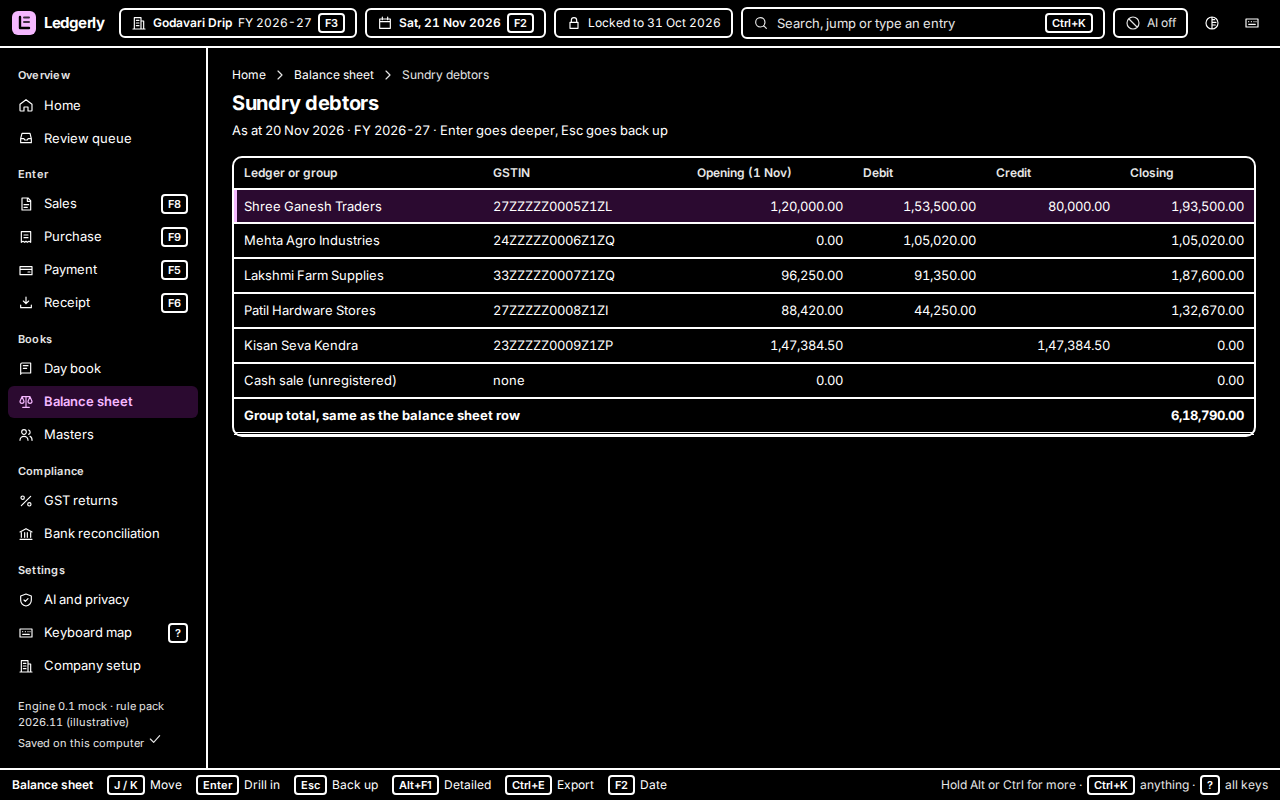 Ledgerly
Godavari Drip FY 2026-27 F3
Sat, 21 Nov 2026 F2
Locked to 31 Oct 2026
Search, jump or type an entry Ctrl+K
AI off
Overview
Home
Review queue
Enter
Sales F8
Purchase F9
Payment F5
Receipt F6
Books
Day book
Balance sheet
Masters
Compliance
GST returns
Bank reconciliation
Settings
AI and privacy
Keyboard map ?
Company setup
Engine 0.1 mock · rule pack
2026.11 (illustrative)
Saved on this computer
Home > Balance sheet > Sundry debtors
Sundry debtors
As at 20 Nov 2026 · FY 2026-27 · Enter goes deeper, Esc goes back up
Ledger or group GSTIN Opening (1 Nov) Debit Credit Closing
Shree Ganesh Traders 27ZZZZZ0005Z1ZL 1,20,000.00 1,53,500.00 80,000.00 1,93,500.00
Mehta Agro Industries 24ZZZZZ0006Z1ZQ 0.00 1,05,020.00 1,05,020.00
Lakshmi Farm Supplies 33ZZZZZ0007Z1ZQ 96,250.00 91,350.00 1,87,600.00
Patil Hardware Stores 27ZZZZZ0008Z1ZI 88,420.00 44,250.00 1,32,670.00
Kisan Seva Kendra 23ZZZZZ0009Z1ZP 1,47,384.50 1,47,384.50 0.00
Cash sale (unregistered) none 0.00 0.00
Group total, same as the balance sheet row 6,18,790.00
Balance sheet J / K Move Enter Drill in Esc Back up Alt+F1 Detailed Ctrl+E Export F2 Date
Hold Alt or Ctrl for more · Ctrl+K anything · ? all keys